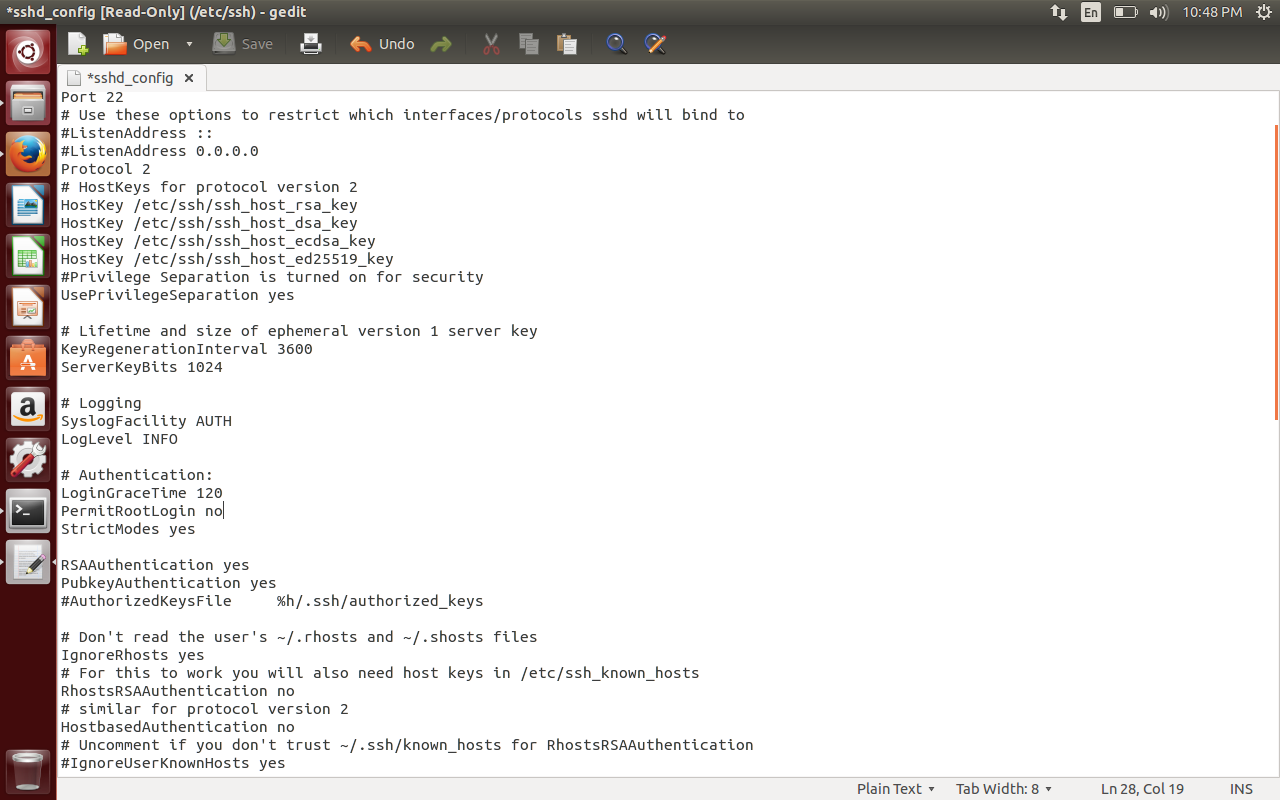 *sshd_config [Read-Only] (/etc/ssh) - gedit
En
10:48 PM
Open
Save
Undo
*sshd_config
Port 22
# Use these options to restrict which interfaces/protocols sshd will bind to
#ListenAddress ::
#ListenAddress 0.0.0.0
Protocol 2
# HostKeys for protocol version 2
HostKey /etc/ssh/ssh_host_rsa_key
HostKey /etc/ssh/ssh_host_dsa_key
HostKey /etc/ssh/ssh_host_ecdsa_key
HostKey /etc/ssh/ssh_host_ed25519_key
#Privilege Separation is turned on for security
UsePrivilegeSeparation yes
# Lifetime and size of ephemeral version 1 server key
KeyRegenerationInterval 3600
ServerKeyBits 1024
# Logging
SyslogFacility AUTH
LogLevel INFO
# Authentication:
LoginGraceTime 120
PermitRootLogin no
StrictModes yes
RSAAuthentication yes
PubkeyAuthentication yes
#AuthorizedKeysFile     %h/.ssh/authorized_keys
# Don't read the user's ~/.rhosts and ~/.shosts files
IgnoreRhosts yes
# For this to work you will also need host keys in /etc/ssh_known_hosts
RhostsRSAAuthentication no
# similar for protocol version 2
HostbasedAuthentication no
# Uncomment if you don't trust ~/.ssh/known_hosts for RhostsRSAAuthentication
#IgnoreUserKnownHosts yes
Plain Text
Tab Width: 8
Ln 28, Col 19
INS